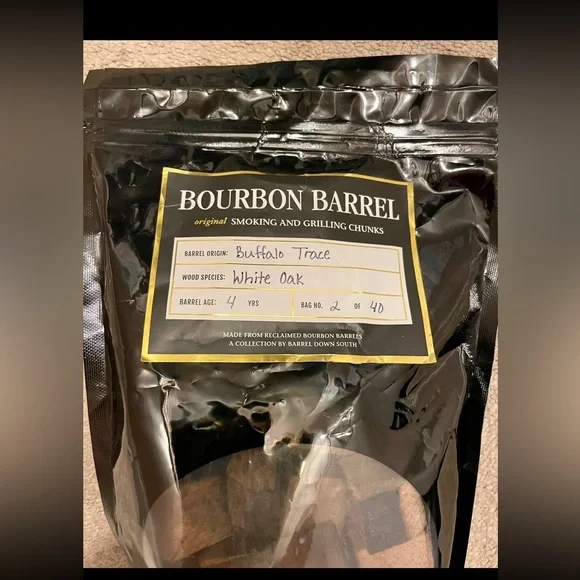 BOURBON BARREL
original SMOKING AND GRILLING CHUNKS
BARREL ORIGIN: Buffalo Trace
WOOD SPECIES: White Oak
BARREL AGE: 4 YRS BAG NO. 2 OF 40
MADE FROM RECLAIMED BOURBON BARRELS
A COLLECTION BY BARREL DOWN SOUTH